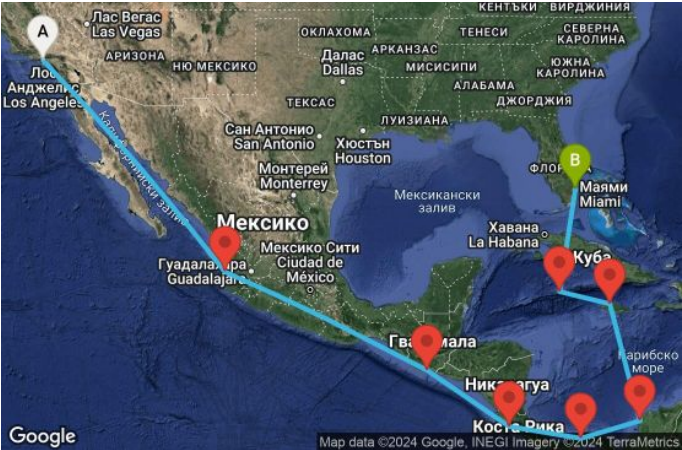 КЕНТЪКИ
ВИРДЖИНИЯ
A
Лас Вегас
Las Vegas
ОКЛАХОМА
ТЕНЕСИ
СЕВЕРНА
КАРОЛИНА
АРИЗОНА
НЮ МЕКСИКО
Далас
Dallas
АРКАНЗАС
МИСИСИПИ
ЮЖНА
КАРОЛИНА
Лос
Анджелис
Los Angeles
АЛАБАМА
ДЖОРДЖИЯ
ТЕКСАС
ЛУИЗИАНА
Сан Антонио
San Antonio
Хюстън
Houston
B
Монтерей
Monterrey
Маями
Miami
Мексикански
залив
Мексико
Хавана
La Habana
Мексико Сити
Ciudad de
México
Куба
Guadalajara
Карибско
море
Никарагуа
Коста Рика
Google
Map data ©2024 Google, INEGI Imagery ©2024 TerraMetrics